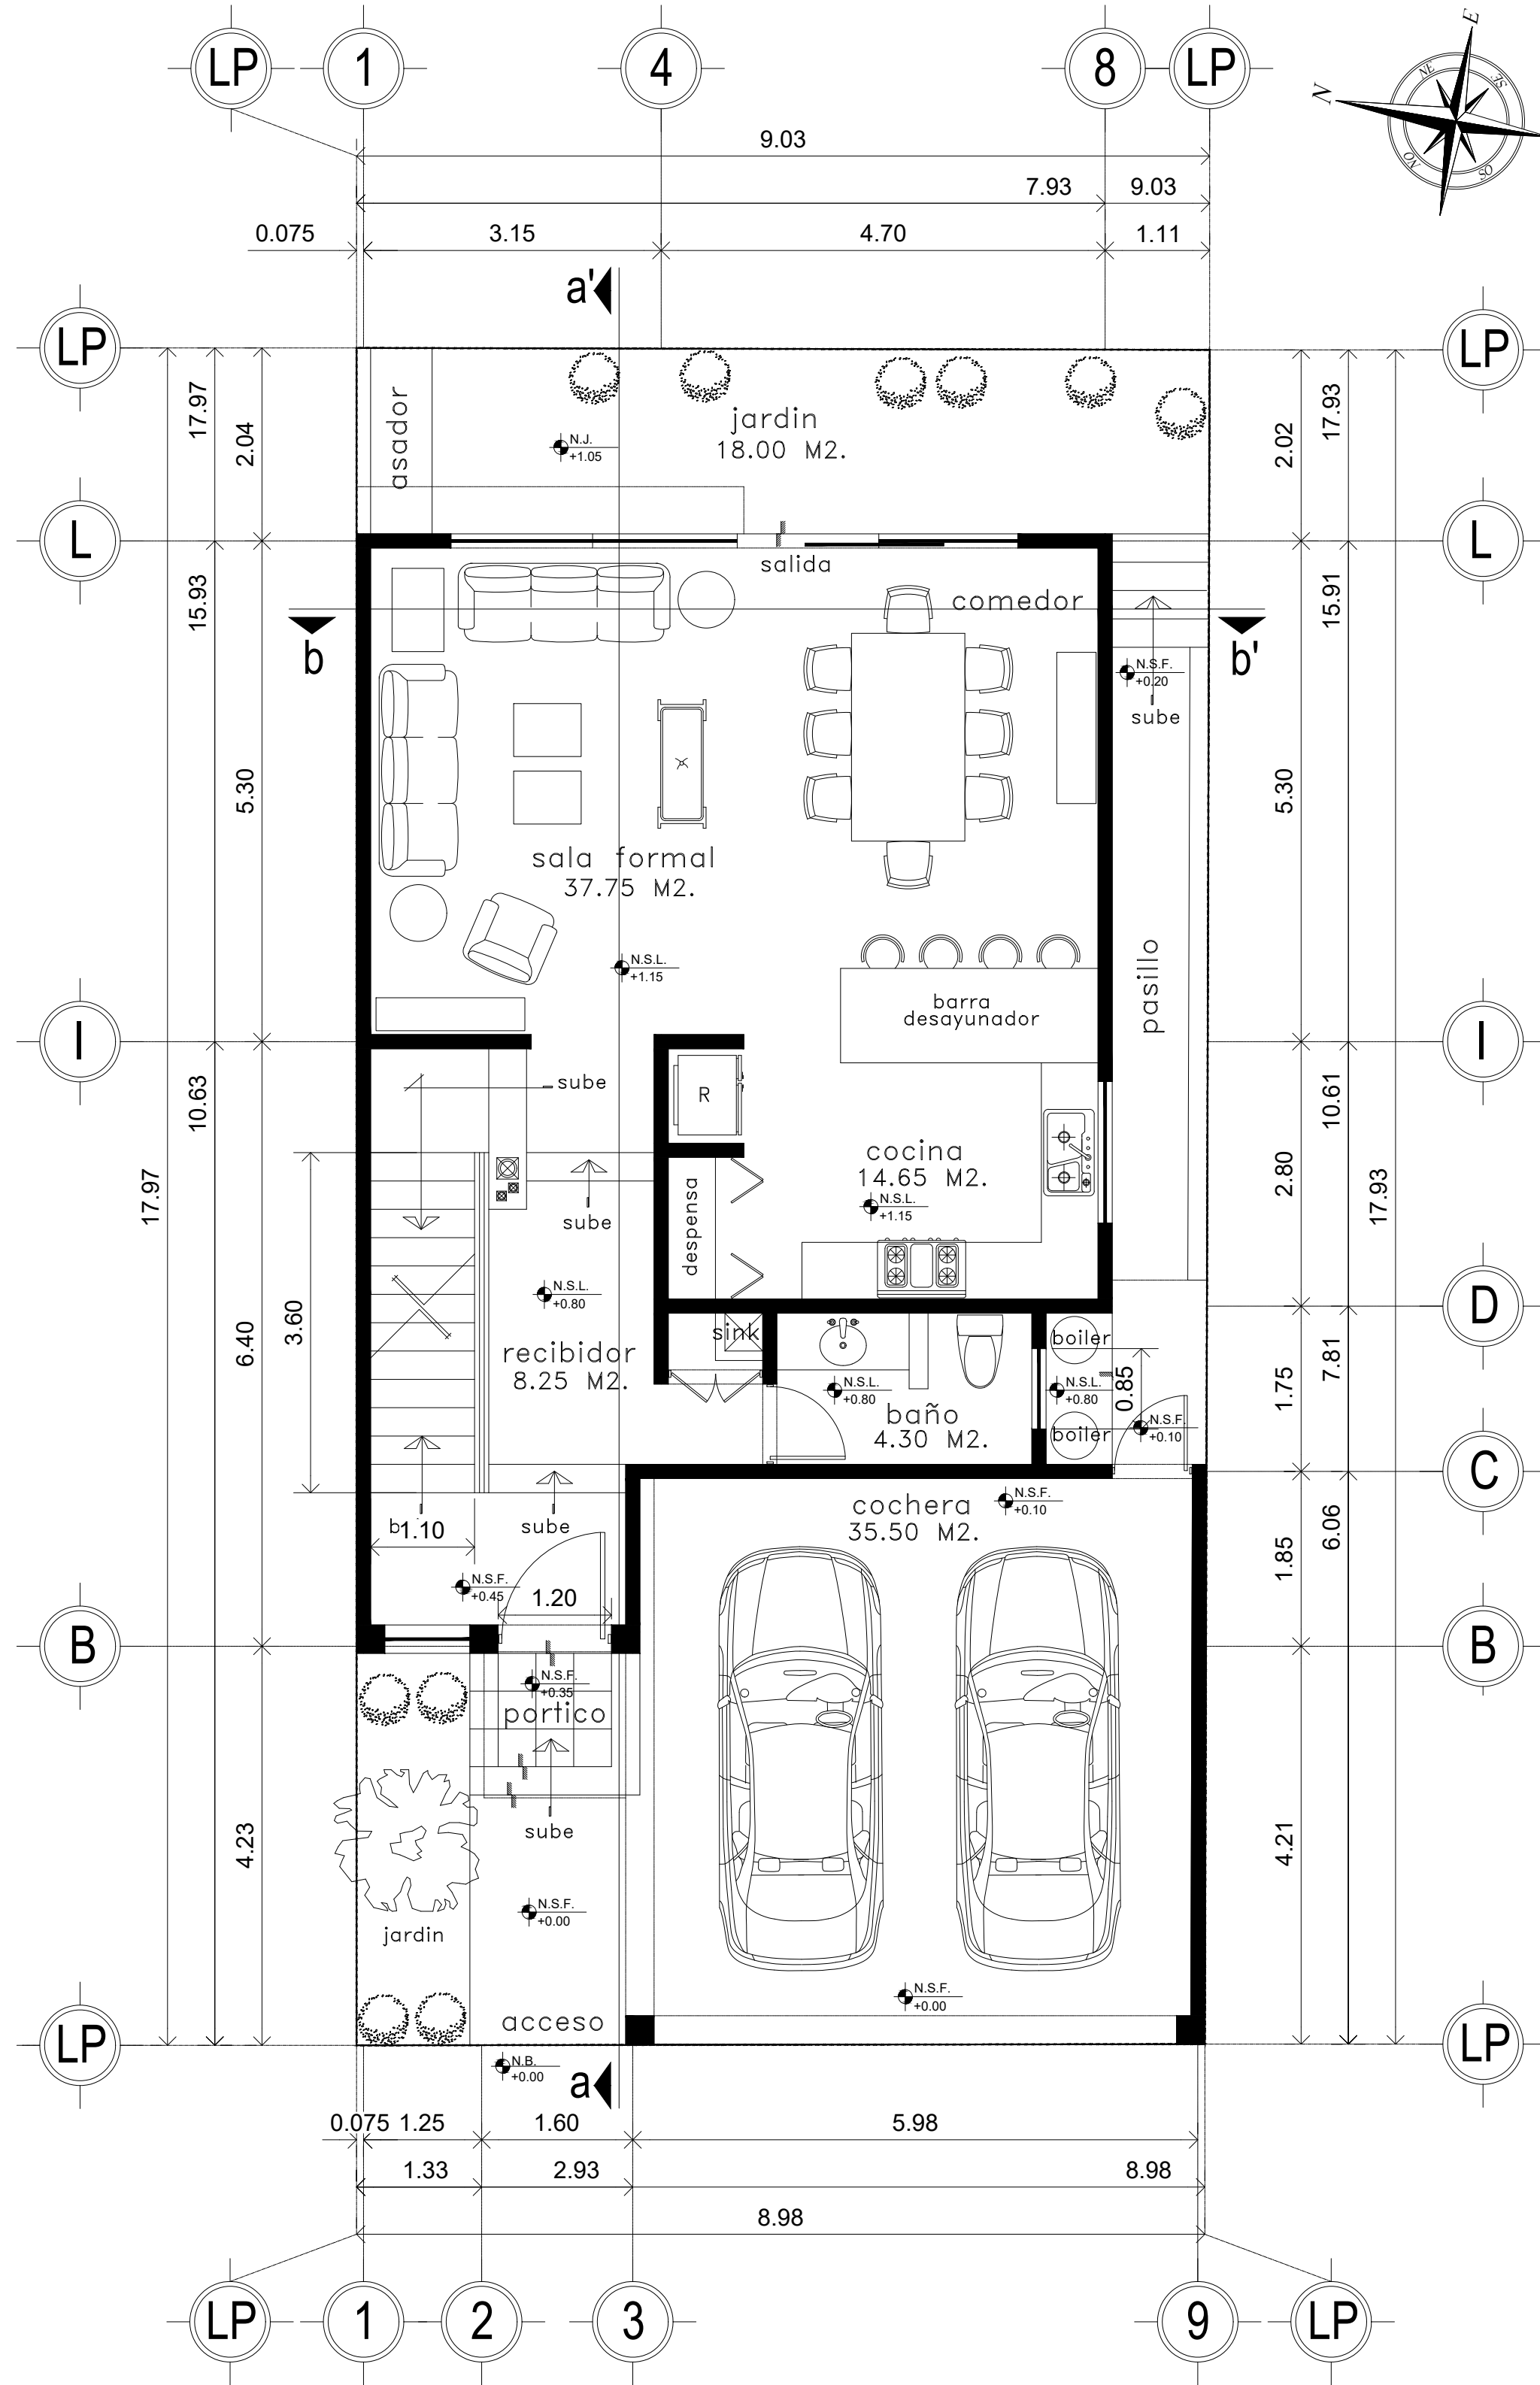 LP
1
4
8
LP
N
NE
E
SE
SO
NO
9.03
7.93
9.03
0.075
3.15
4.70
1.11
a'
LP
LP
17.97
2.04
asador
N.J.
+1.05
jardin
18.00 M2.
2.02
17.93
L
L
salida
comedor
15.93
b
b'
15.91
N.S.F.
+0.20
sube
5.30
5.30
sala formal
37.75 M2.
N.S.L.
+1.15
barra
desayunador
pasillo
I
I
10.63
sube
R
10.61
cocina
14.65 M2.
N.S.L.
+1.15
despensa
sube
17.97
2.80
17.93
N.S.L.
+0.80
D
3.60
6.40
recibidor
8.25 M2.
sink
boiler
N.S.L.
+0.80
N.S.L.
+0.80
0.85
baño
4.30 M2.
boiler
N.S.F.
+0.10
1.75
7.81
C
b
1.10
sube
cochera
35.50 M2.
N.S.F.
+0.10
1.85
6.06
N.S.F.
+0.45
1.20
B
B
N.S.F.
+0.35
portico
sube
4.23
4.21
N.S.F.
+0.00
jardin
N.S.F.
+0.00
acceso
LP
LP
N.B.
+0.00
a
0.075
1.25
1.60
5.98
1.33
2.93
8.98
8.98
LP
1
2
3
9
LP